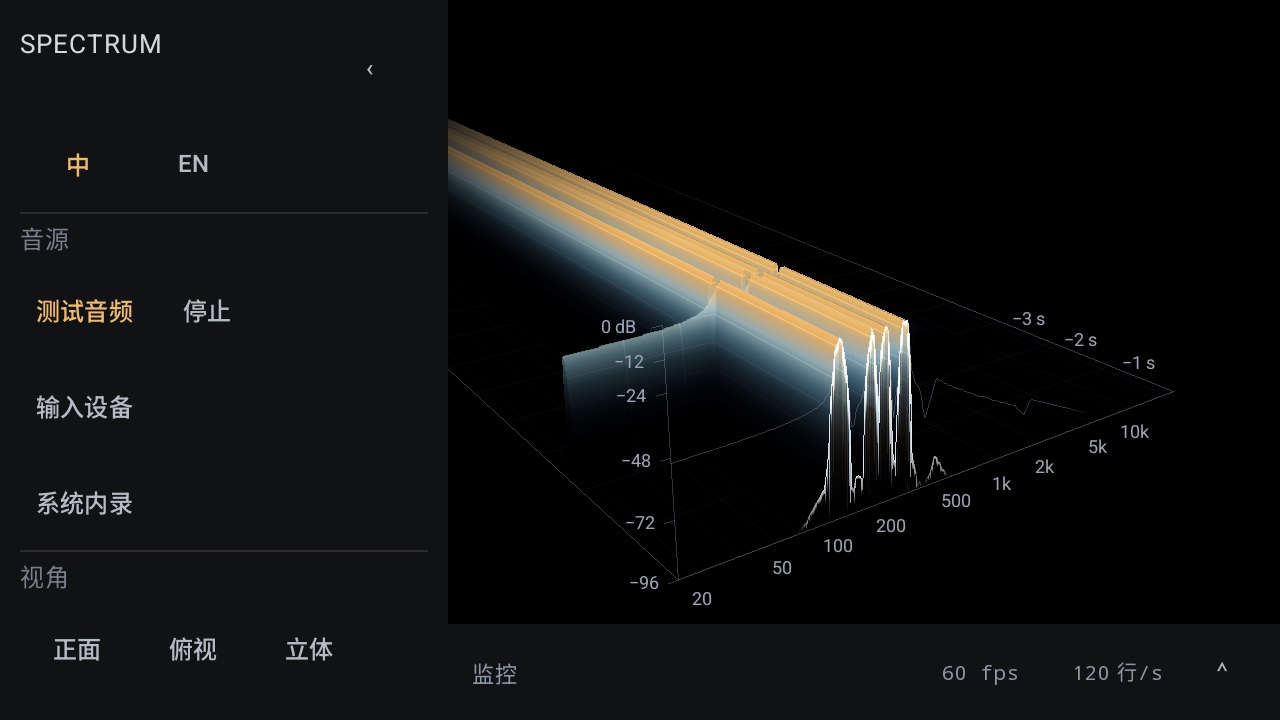 SPECTRUM
‹
中 EN
音源
测试音频 停止
输入设备
系统内录
视角
正面 俯视 立体
0 dB
−12
−24
−48
−72
−96
20
50
100
200
500
1k
2k
5k
10k
−1 s
−2 s
−3 s
监控 60 fps 120 行/s ^